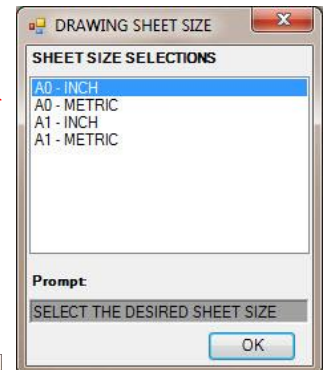 DRAWING SHEET SIZE
SHEET SIZE SELECTIONS
A0 - INCH
A0 - METRIC
A1 - INCH
A1 - METRIC
Prompt:
SELECT THE DESIRED SHEET SIZE
OK